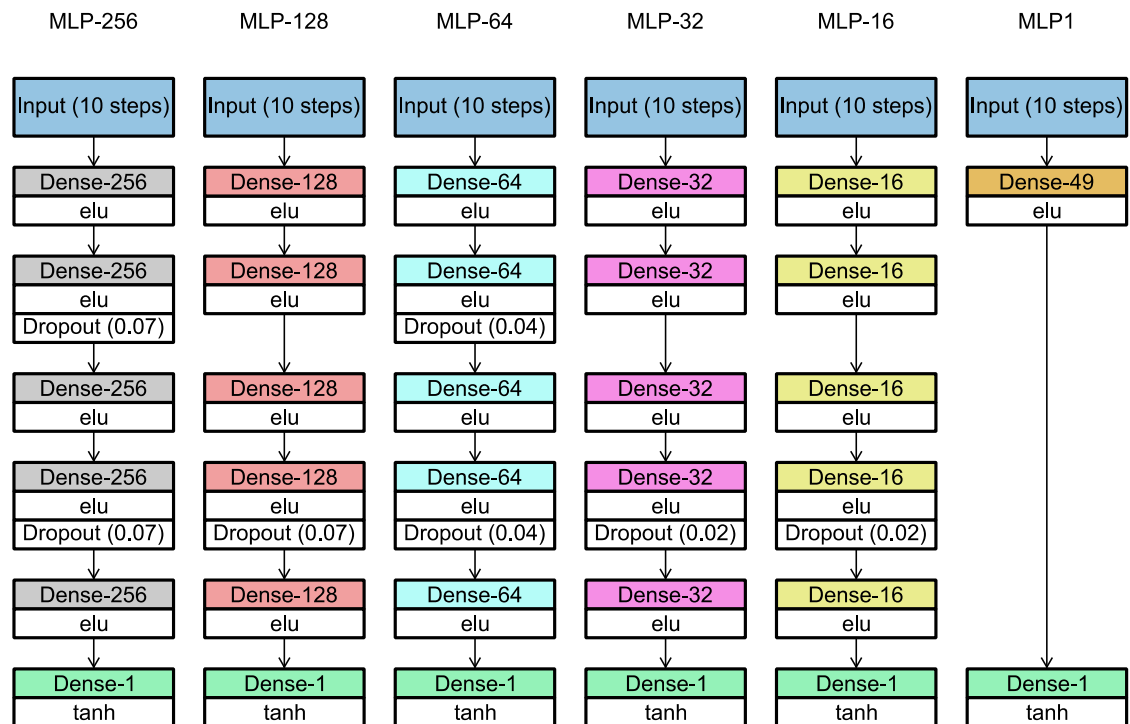 MLP-256 MLP-128 MLP-64 MLP-32 MLP-16 MLP1
Input (10 steps) Input (10 steps) Input (10 steps) Input (10 steps) Input (10 steps) Input (10 steps)
Dense-256 Dense-128 Dense-64 Dense-32 Dense-16 Dense-49
elu elu elu elu elu elu
Dense-256 Dense-128 Dense-64 Dense-32 Dense-16
elu elu elu elu elu
Dropout (0.07) Dropout (0.04)
Dense-256 Dense-128 Dense-64 Dense-32 Dense-16
elu elu elu elu elu
Dense-256 Dense-128 Dense-64 Dense-32 Dense-16
elu elu elu elu elu
Dropout (0.07) Dropout (0.07) Dropout (0.04) Dropout (0.02) Dropout (0.02)
Dense-256 Dense-128 Dense-64 Dense-32 Dense-16
elu elu elu elu elu
Dense-1 Dense-1 Dense-1 Dense-1 Dense-1 Dense-1
tanh tanh tanh tanh tanh tanh